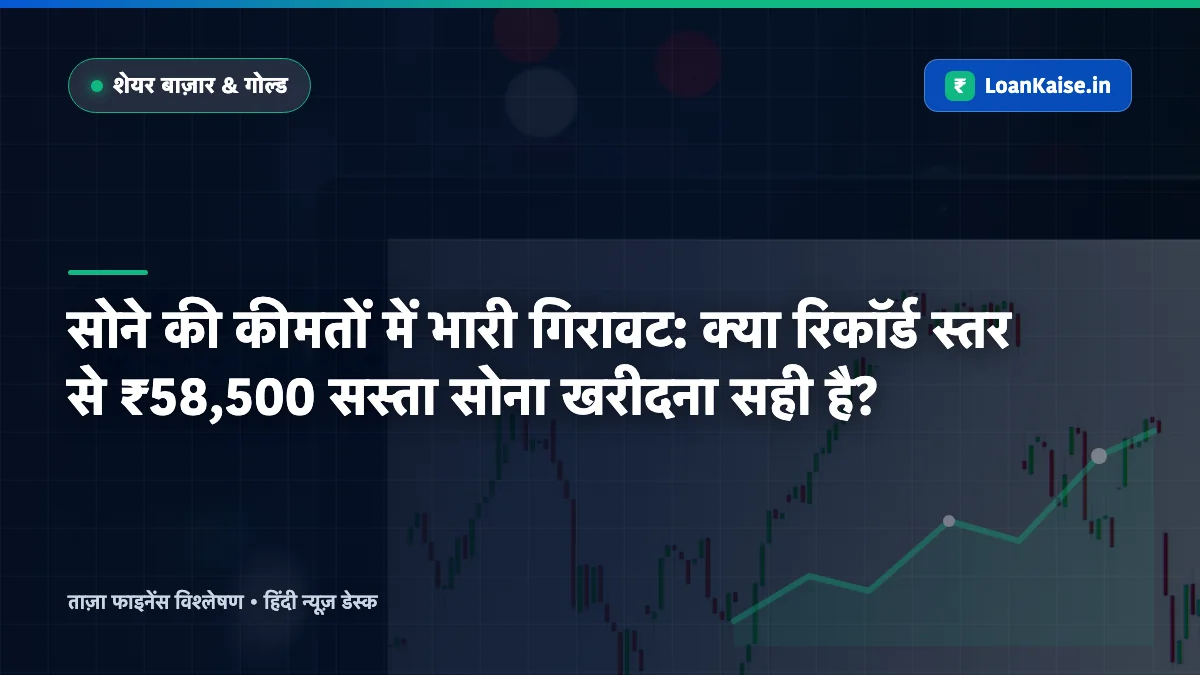 शेयर बाज़ार & गोल्ड
₹ LoanKaise.in
सोने की कीमतों में भारी गिरावट: क्या रिकॉर्ड स्तर
से ₹58,500 सस्ता सोना खरीदना सही है?
ताज़ा फाइनेंस विश्लेषण • हिंदी न्यूज़ डेस्क